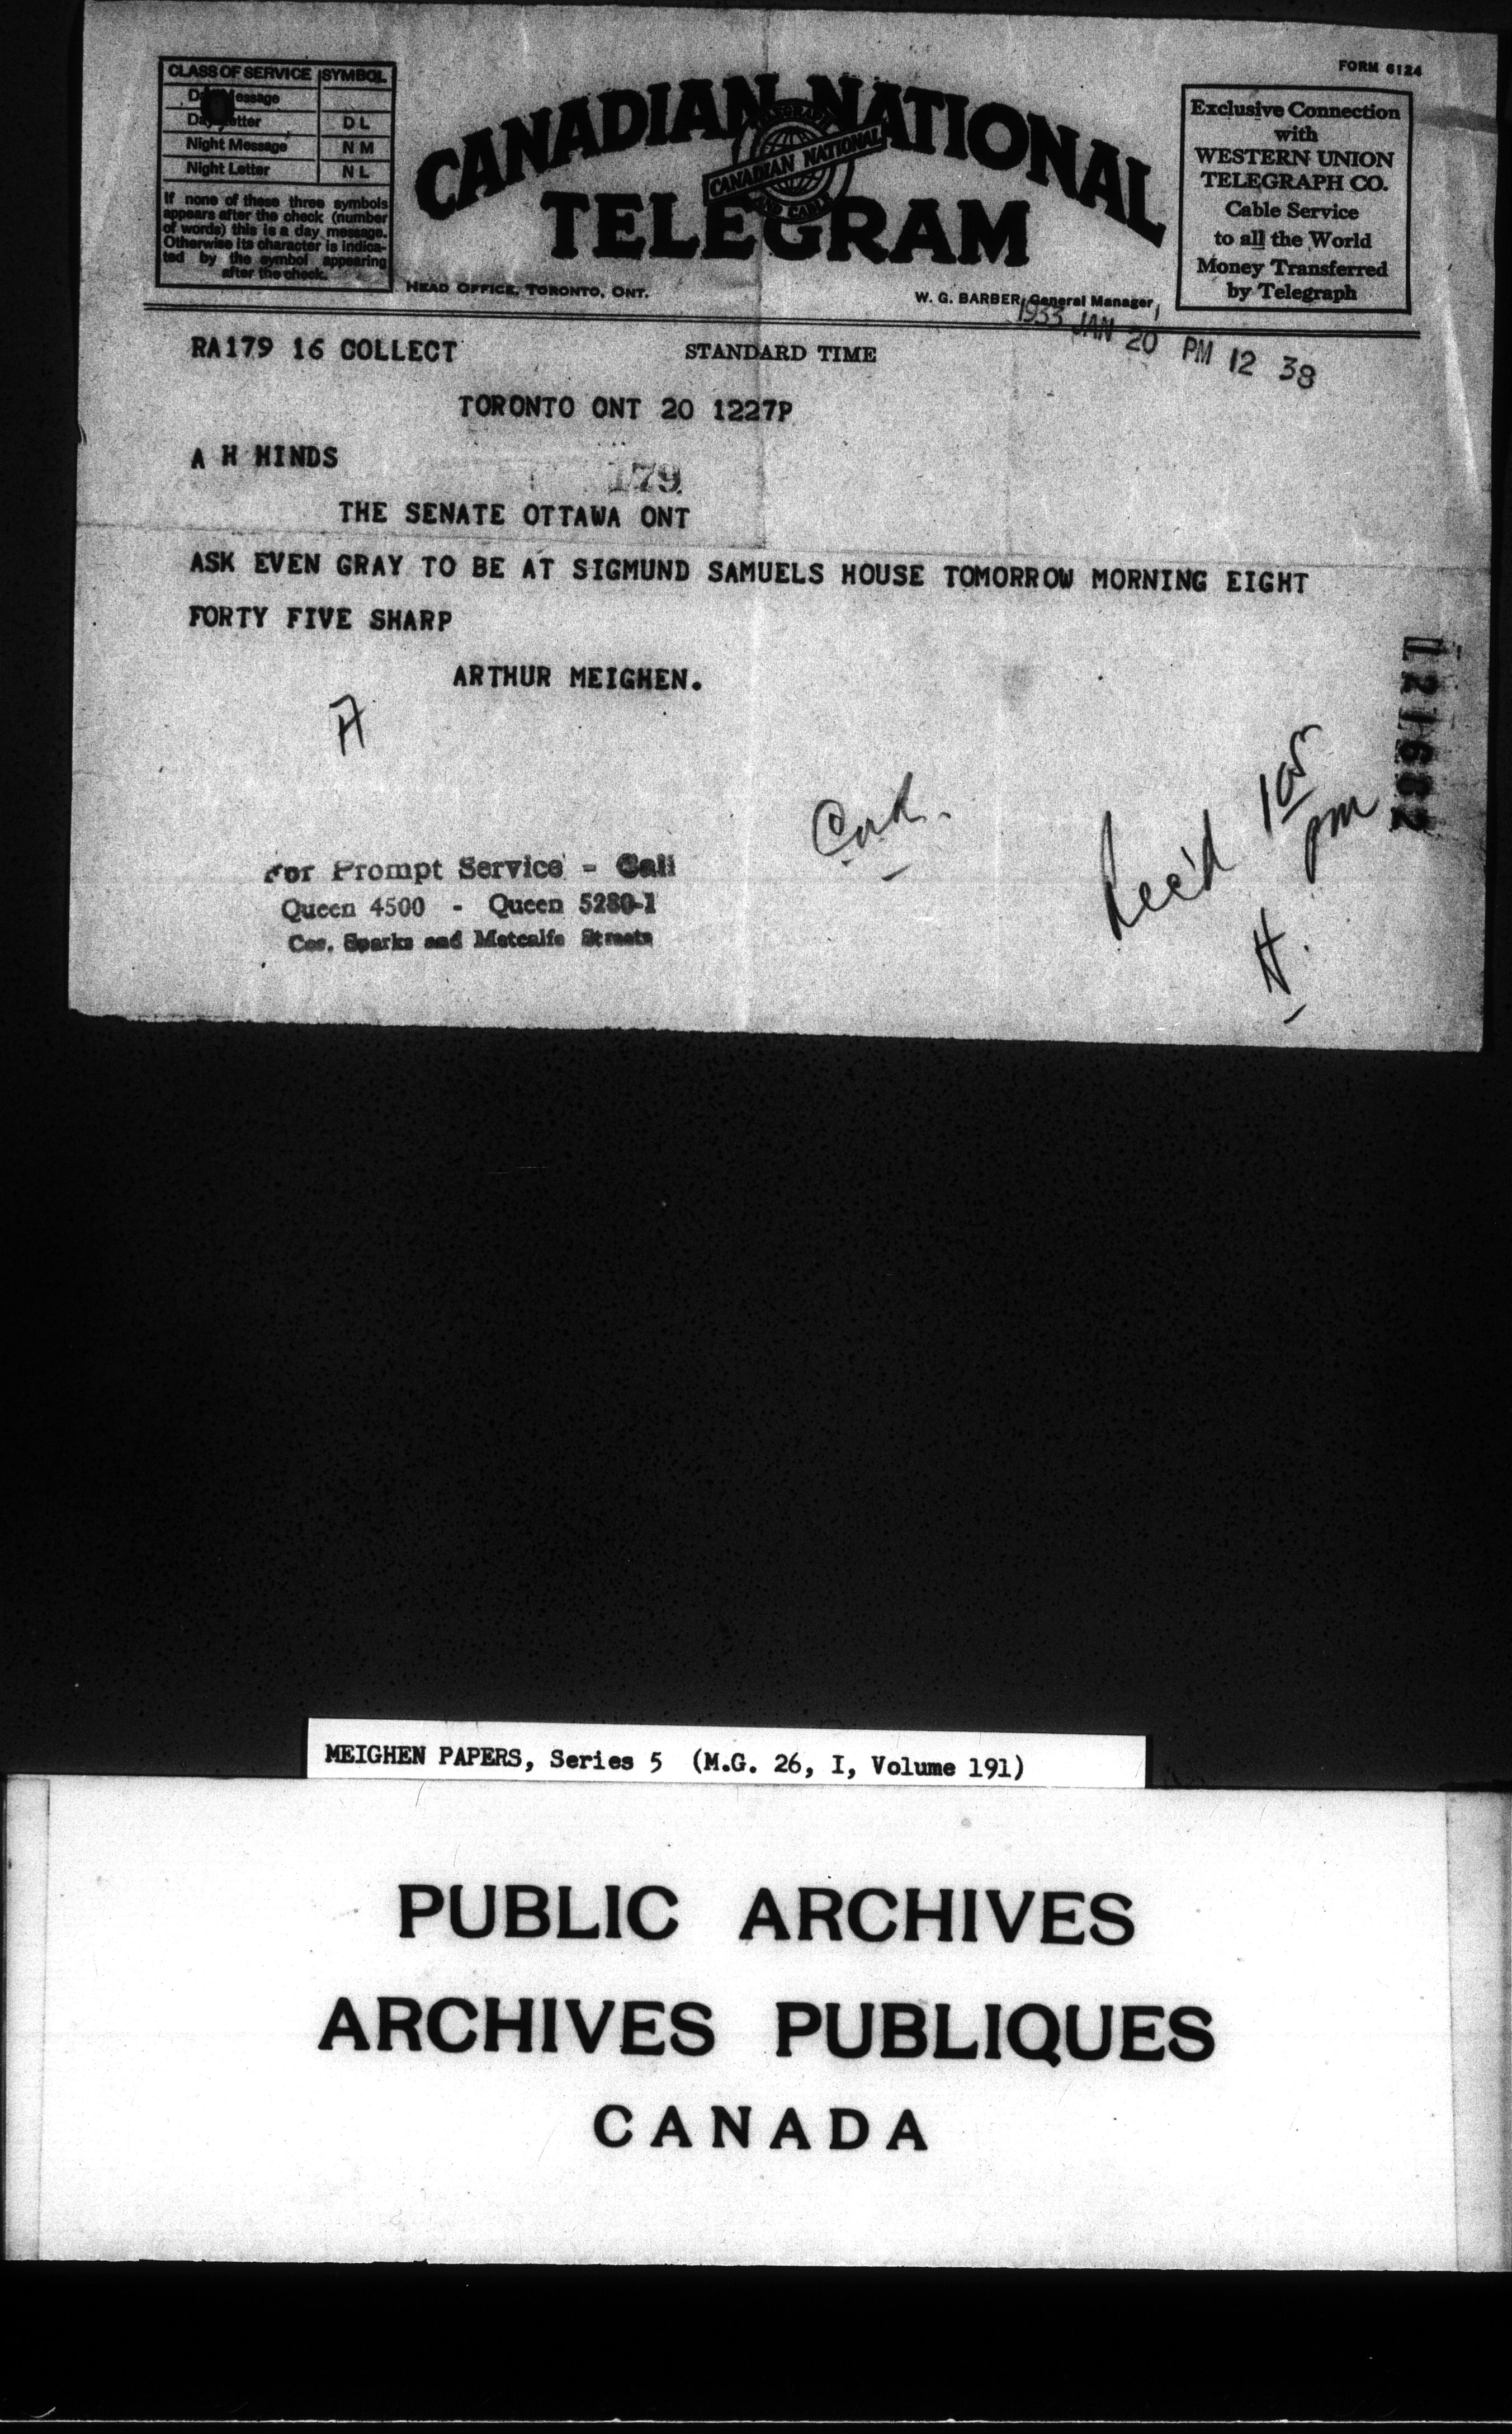 CLASS OF SERVICE SYMBOL
Day Message
Day Letter D L
Night Message N M
Night Letter N L
If none of these three symbols
appears after the check (number
of words) this is a day message.
Otherwise its character is indica-
ted by the symbol appearing
after the check.
CANADIAN NATIONAL
TELEGRAM
TELEGRAPH
CANADIAN NATIONAL
AND CABLE
HEAD OFFICE, TORONTO, ONT.
W. G. BARBER, General Manager
FORM 6124
Exclusive Connection
with
WESTERN UNION
TELEGRAPH CO.
Cable Service
to all the World
Money Transferred
by Telegraph
1933 JAN 20 PM 12 38
RA179 16 COLLECT STANDARD TIME
TORONTO ONT 20 1227P
A H HINDS
179
THE SENATE OTTAWA ONT
ASK EVEN GRAY TO BE AT SIGMUND SAMUELS HOUSE TOMORROW MORNING EIGHT
FORTY FIVE SHARP
ARTHUR MEIGHEN.
H
Rec'd 105
pm
H.
121662
For Prompt Service - Call
Queen 4500 - Queen 5280-1
Cor. Sparks and Metcalfe Streets
MEIGHEN PAPERS, Series 5 (M.G. 26, I, Volume 191)
PUBLIC ARCHIVES
ARCHIVES PUBLIQUES
CANADA